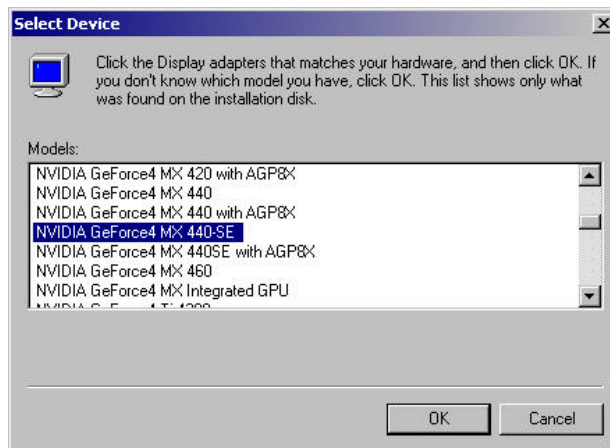 Select Device
Click the Display adapters that matches your hardware, and then click OK. If
you don't know which model you have, click OK. This list shows only what
was found on the installation disk.
Models:
NVIDIA GeForce4 MX 420 with AGP8X
NVIDIA GeForce4 MX 440
NVIDIA GeForce4 MX 440 with AGP8X
NVIDIA GeForce4 MX 440-SE
NVIDIA GeForce4 MX 440SE with AGP8X
NVIDIA GeForce4 MX 460
NVIDIA GeForce4 MX Integrated GPU
NVIDIA GeForce4 Ti
OK
Cancel